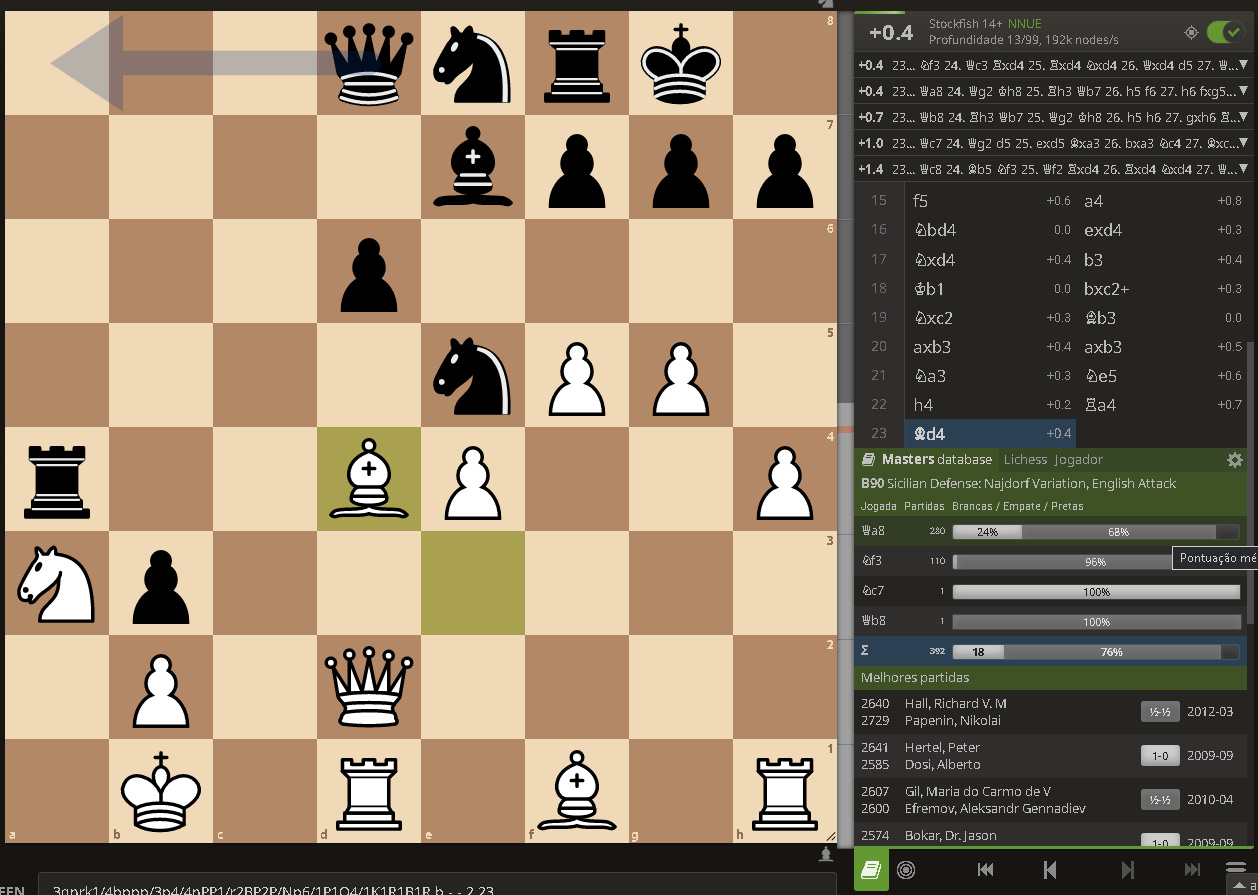 8
7
6
5
4
3
2
1
a
b
c
d
e
f
g
h
FEN
3qnrk1/4bppp/3p4/4nPP1/r2BP2P/Np6/1P1Q4/1K1R1B1R b - - 2 23
+0.4
Stockfish 14+ NNUE
Profundidade 13/99, 192k nodes/s
+0.4 23... ♘f3 24. ♕c3 ♖xd4 25. ♖xd4 ♘xd4 26. ♕xd4 d5 27. ♕...▼
+0.4 23... ♕a8 24. ♕g2 ♔h8 25. ♖h3 ♕b7 26. h5 f6 27. h6 fxg5...▼
+0.7 23... ♕b8 24. ♖h3 ♕b7 25. ♕g2 ♔h8 26. h5 h6 27. gxh6 ♖...▼
+1.0 23... ♕c7 24. ♕g2 d5 25. exd5 ♗xa3 26. bxa3 ♘c4 27. ♗xc...▼
+1.4 23... ♕c8 24. ♗b5 ♘f3 25. ♕f2 ♖xd4 26. ♖xd4 ♘xd4 27. ♕...▼
15 f5 +0.6 a4 +0.8
16 ♘bd4 0.0 exd4 +0.3
17 ♘xd4 +0.4 b3 +0.4
18 ♔b1 0.0 bxc2+ +0.3
19 ♘xc2 +0.3 ♗b3 0.0
20 axb3 +0.4 axb3 +0.5
21 ♘a3 +0.3 ♘e5 +0.6
22 h4 +0.2 ♖a4 +0.7
23 ♗d4 +0.4
Masters database Lichess Jogador
B90 Sicilian Defense: Najdorf Variation, English Attack
Jogada Partidas Brancas / Empate / Pretas
♕a8 280 24% 68%
♘f3 110 96%
Pontuação mé
♘c7 1 100%
♕b8 1 100%
Σ 392 18 76%
Melhores partidas
2640 Hall, Richard V. M
2729 Papenin, Nikolai
½-½ 2012-03
2641 Hertel, Peter
2585 Dosi, Alberto
1-0 2009-09
2607 Gil, Maria do Carmo de V
2600 Efremov, Aleksandr Gennadiev
½-½ 2010-04
2574 Bokar, Dr. Jason
1-0 2009-09
a